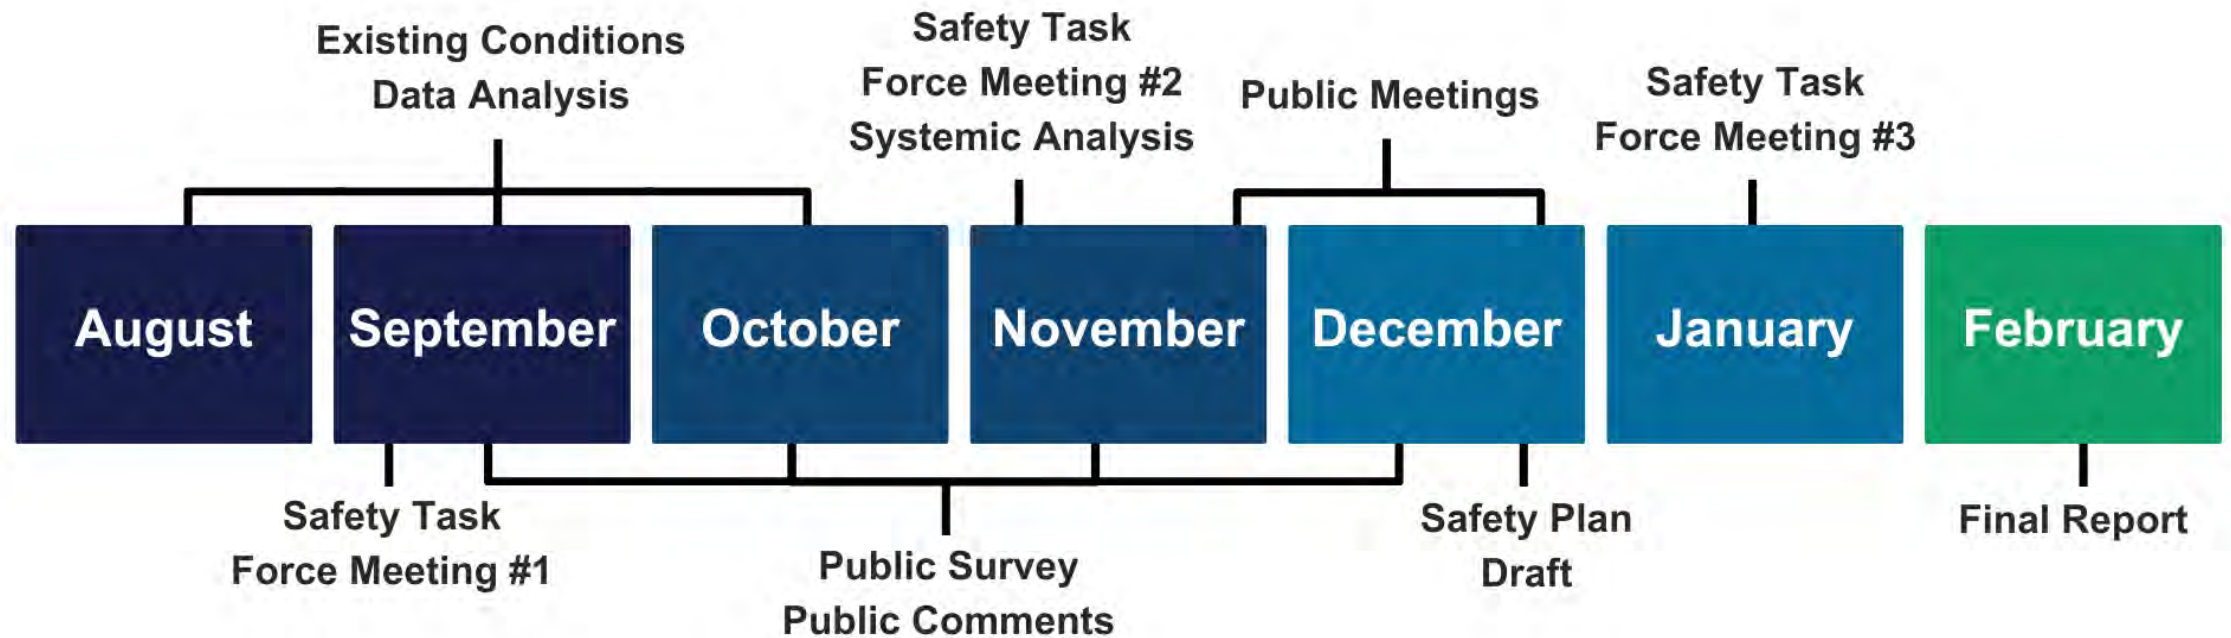 Existing Conditions
Data Analysis
Safety Task
Force Meeting #2
Systemic Analysis
Public Meetings
Safety Task
Force Meeting #3
August
September
October
November
December
January
February
Safety Task
Force Meeting #1
Public Survey
Public Comments
Safety Plan
Draft
Final Report